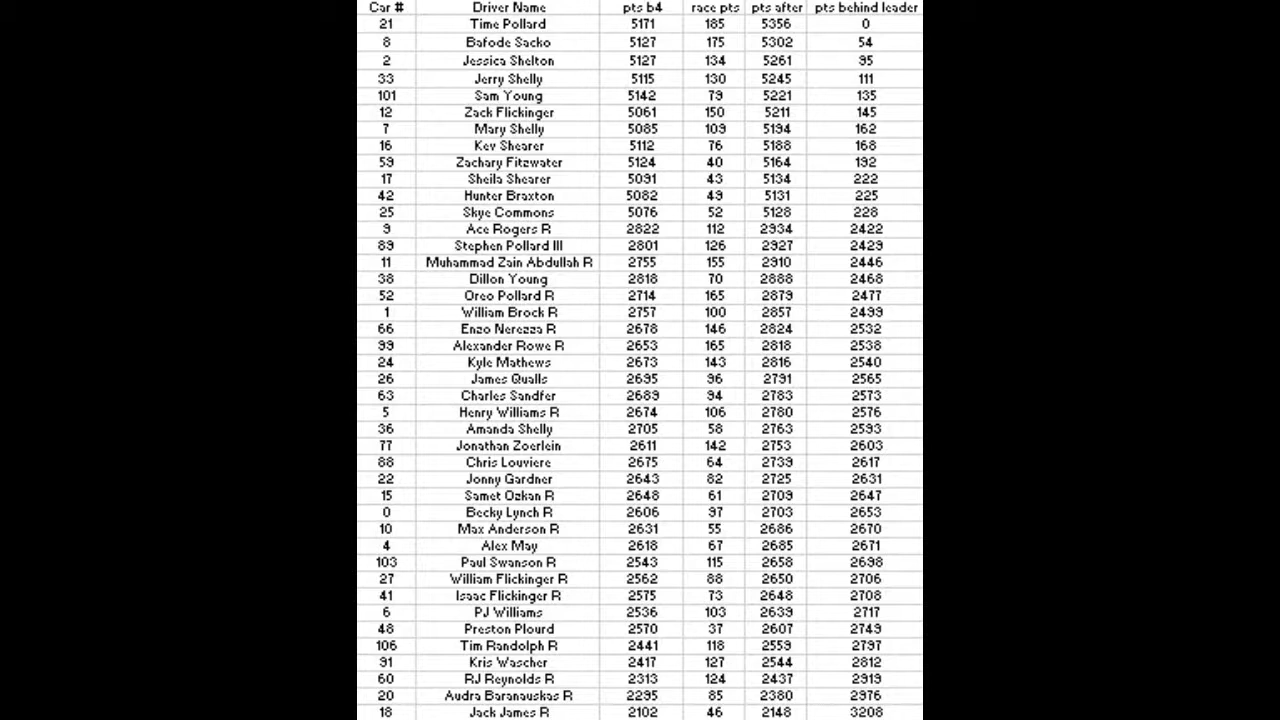 Car # Driver Name pts b4 race pts pts after pts behind leader
21 Time Pollard 5171 185 5356 0
8 Bafode Sacko 5127 175 5302 54
2 Jessica Shelton 5127 134 5261 95
33 Jerry Shelly 5115 130 5245 111
101 Sam Young 5142 79 5221 135
12 Zack Flickinger 5061 150 5211 145
7 Mary Shelly 5085 109 5194 162
16 Kev Shearer 5112 76 5188 168
59 Zachary Fitzwater 5124 40 5164 192
17 Sheila Shearer 5091 43 5134 222
42 Hunter Braxton 5082 49 5131 225
25 Skye Commons 5076 52 5128 228
9 Ace Rogers R 2822 112 2934 2422
89 Stephen Pollard III 2801 126 2927 2429
11 Muhammad Zain Abdullah R 2755 155 2910 2446
38 Dillon Young 2818 70 2888 2468
52 Oreo Pollard R 2714 165 2879 2477
1 William Brock R 2757 100 2857 2499
66 Enzo Nerezza R 2678 146 2824 2532
99 Alexander Rowe R 2653 165 2818 2538
24 Kyle Mathews 2673 143 2816 2540
26 James Qualls 2695 96 2791 2565
63 Charles Sandfer 2689 94 2783 2573
5 Henry Williams R 2674 106 2780 2576
36 Amanda Shelly 2705 58 2763 2593
77 Jonathan Zoerlein 2611 142 2753 2603
88 Chris Louviere 2675 64 2739 2617
22 Jonny Gardner 2643 82 2725 2631
15 Samet Ozkan R 2648 61 2709 2647
0 Becky Lynch R 2606 97 2703 2653
10 Max Anderson R 2631 55 2686 2670
4 Alex May 2618 67 2685 2671
103 Paul Swanson R 2543 115 2658 2698
27 William Flickinger R 2562 88 2650 2706
41 Isaac Flickinger R 2575 73 2648 2708
6 PJ Williams 2536 103 2639 2717
48 Preston Plourd 2570 37 2607 2749
106 Tim Randolph R 2441 118 2559 2797
91 Kris Wascher 2417 127 2544 2812
60 RJ Reynolds R 2313 124 2437 2919
20 Audra Baranauskas R 2295 85 2380 2976
18 Jack James R 2102 46 2148 3208